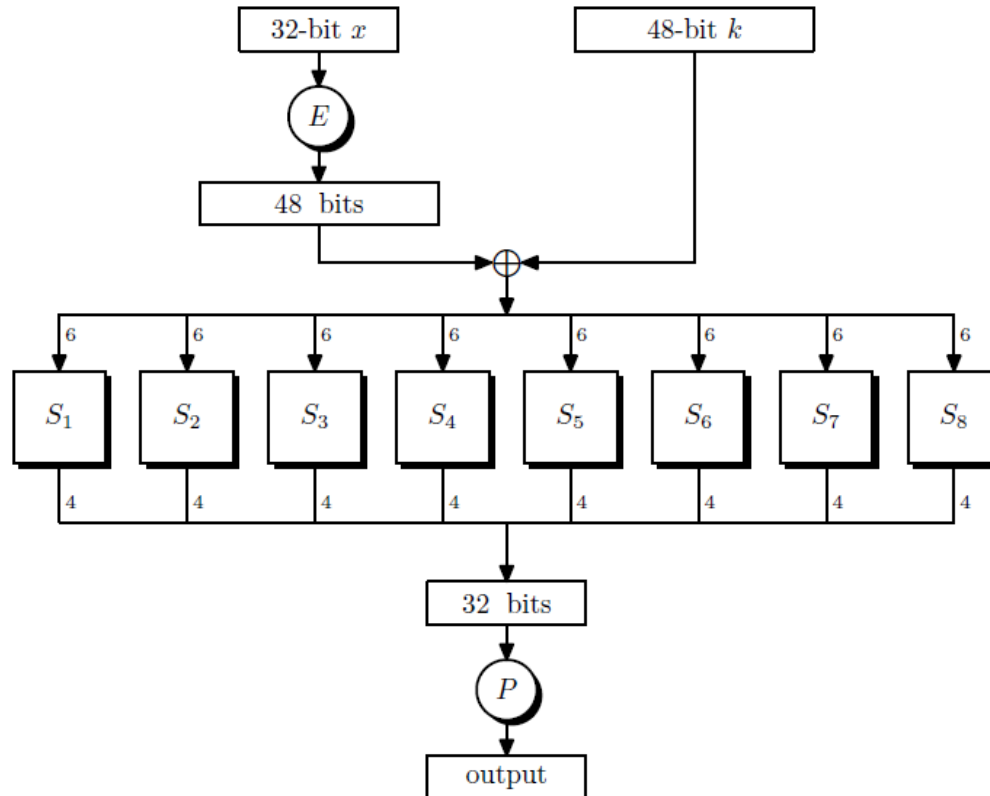 32-bit x 48-bit k
E
48 bits
6 6 6 6 6 6 6 6
S₁ S₂ S₃ S₄ S₅ S₆ S₇ S₈
4 4 4 4 4 4 4 4
32 bits
P
output